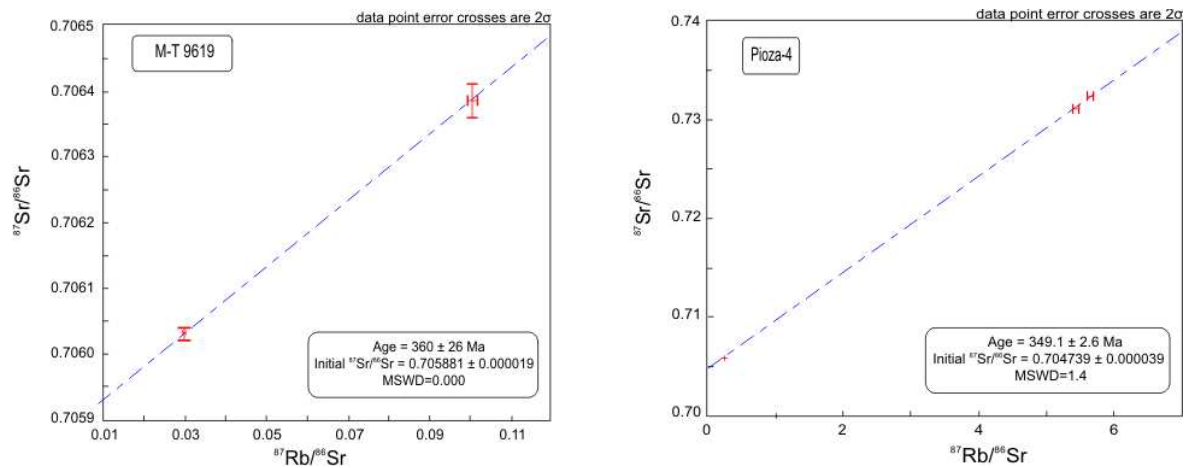 data point error crosses are 2σ
M-T 9619
0.7065
0.7064
0.7063
0.7062
0.7061
0.7060
0.7059
⁸⁷Sr/⁸⁶Sr
Age = 360 ± 26 Ma
Initial ⁸⁷Sr/⁸⁶Sr = 0.705881 ± 0.000019
MSWD=0.000
0.01 0.03 0.05 0.07 0.09 0.11
⁸⁷Rb/⁸⁶Sr
data point error crosses are 2σ
Pioza-4
0.74
0.73
0.72
0.71
0.70
⁸⁷Sr/⁸⁶Sr
Age = 349.1 ± 2.6 Ma
Initial ⁸⁷Sr/⁸⁶Sr = 0.704739 ± 0.000039
MSWD=1.4
0 2 4 6
⁸⁷Rb/⁸⁶Sr